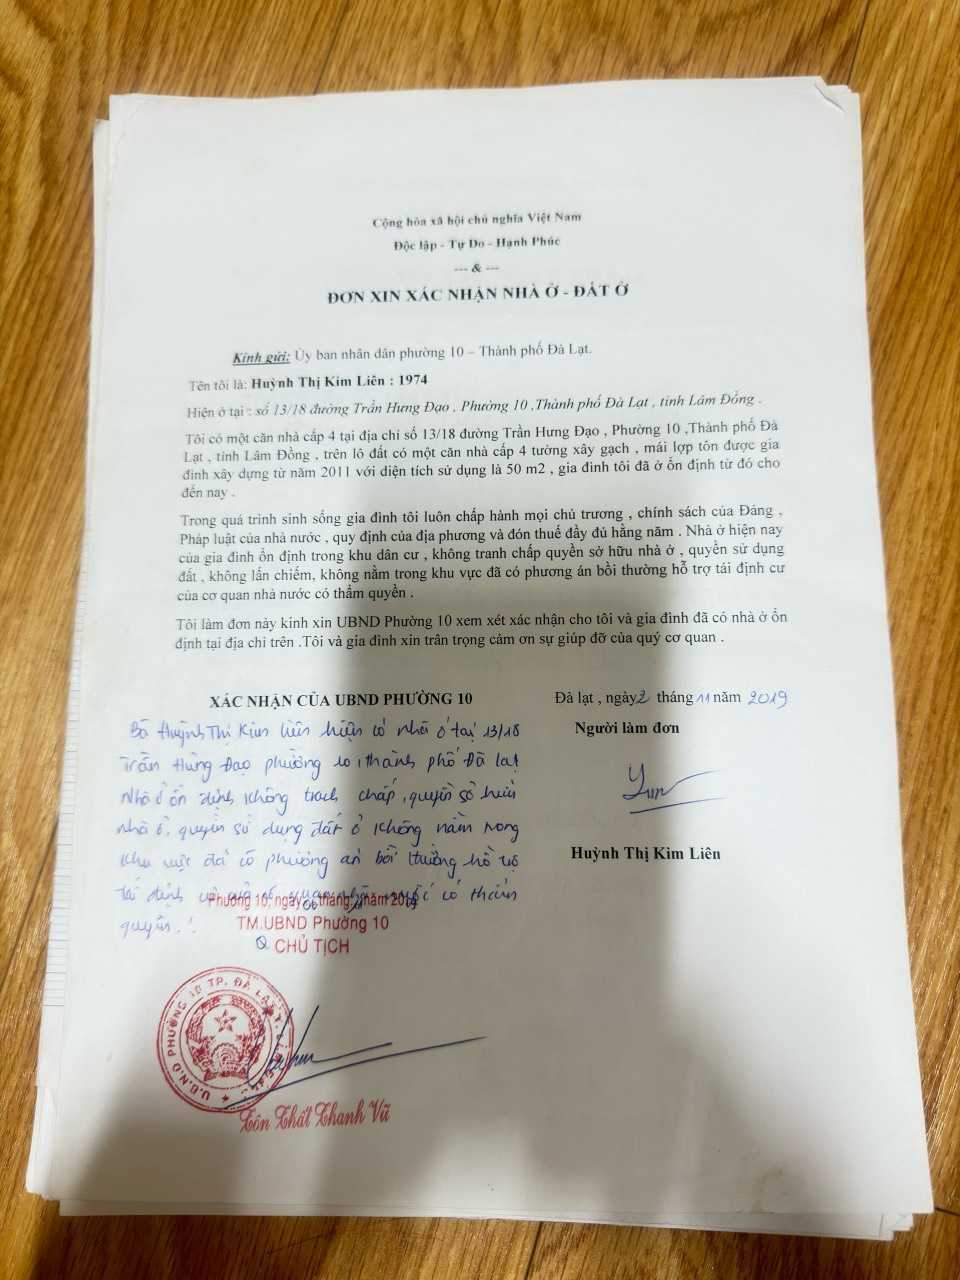 Cộng hòa xã hội chủ nghĩa Việt Nam
Độc lập - Tự Do - Hạnh Phúc
--- & ---
ĐƠN XIN XÁC NHẬN NHÀ Ở - ĐẤT Ở
Kính gửi: Ủy ban nhân dân phường 10 – Thành phố Đà Lạt.
Tên tôi là: Huỳnh Thị Kim Liên : 1974
Hiện ở tại : số 13/18 đường Trần Hưng Đạo , Phường 10 ,Thành phố Đà Lạt , tỉnh Lâm Đồng .
Tôi có một căn nhà cấp 4 tại địa chỉ số 13/18 đường Trần Hưng Đạo , Phường 10 ,Thành phố Đà
Lạt , tỉnh Lâm Đồng , trên lô đất có một căn nhà cấp 4 tường xây gạch , mái lợp tôn được gia
đình xây dựng từ năm 2011 với diện tích sử dụng là 50 m2 , gia đình tôi đã ở ổn định từ đó cho
đến nay .
Trong quá trình sinh sống gia đình tôi luôn chấp hành mọi chủ trương , chính sách của Đảng ,
Pháp luật của nhà nước , quy định của địa phương và đón thuế đầy đủ hằng năm . Nhà ở hiện nay
của gia đình ổn định trong khu dân cư , không tranh chấp quyền sở hữu nhà ở , quyền sử dụng
đất , không lấn chiếm, không nằm trong khu vực đã có phương án bồi thường hỗ trợ tái định cư
của cơ quan nhà nước có thẩm quyền .
Tôi làm đơn này kính xin UBND Phường 10 xem xét xác nhận cho tôi và gia đình đã có nhà ở ổn
định tại địa chỉ trên .Tôi và gia đình xin trân trọng cảm ơn sự giúp đỡ của quý cơ quan .
XÁC NHẬN CỦA UBND PHƯỜNG 10
Bà Huỳnh Thị Kim Liên hiện có nhà ở tại 13/18
Trần Hưng Đạo phường 10, thành phố Đà Lạt
Nhà ở ổn định không tranh chấp, quyền sở hữu
nhà ở, quyền sử dụng đất ở không nằm trong
khu vực đã có phương án bồi thường hỗ trợ
tái định cư của cơ quan nhà nước có thẩm
quyền.!
Phường 10, ngày 06 tháng năm 2019
TM.UBND Phường 10
CHỦ TỊCH
U.B.N.D PHƯỜNG 10 TP. ĐÀ LẠT
Tôn Thất Thanh Vũ
Đà lạt , ngày 2 tháng 11 năm 2019
Người làm đơn
Huỳnh Thị Kim Liên